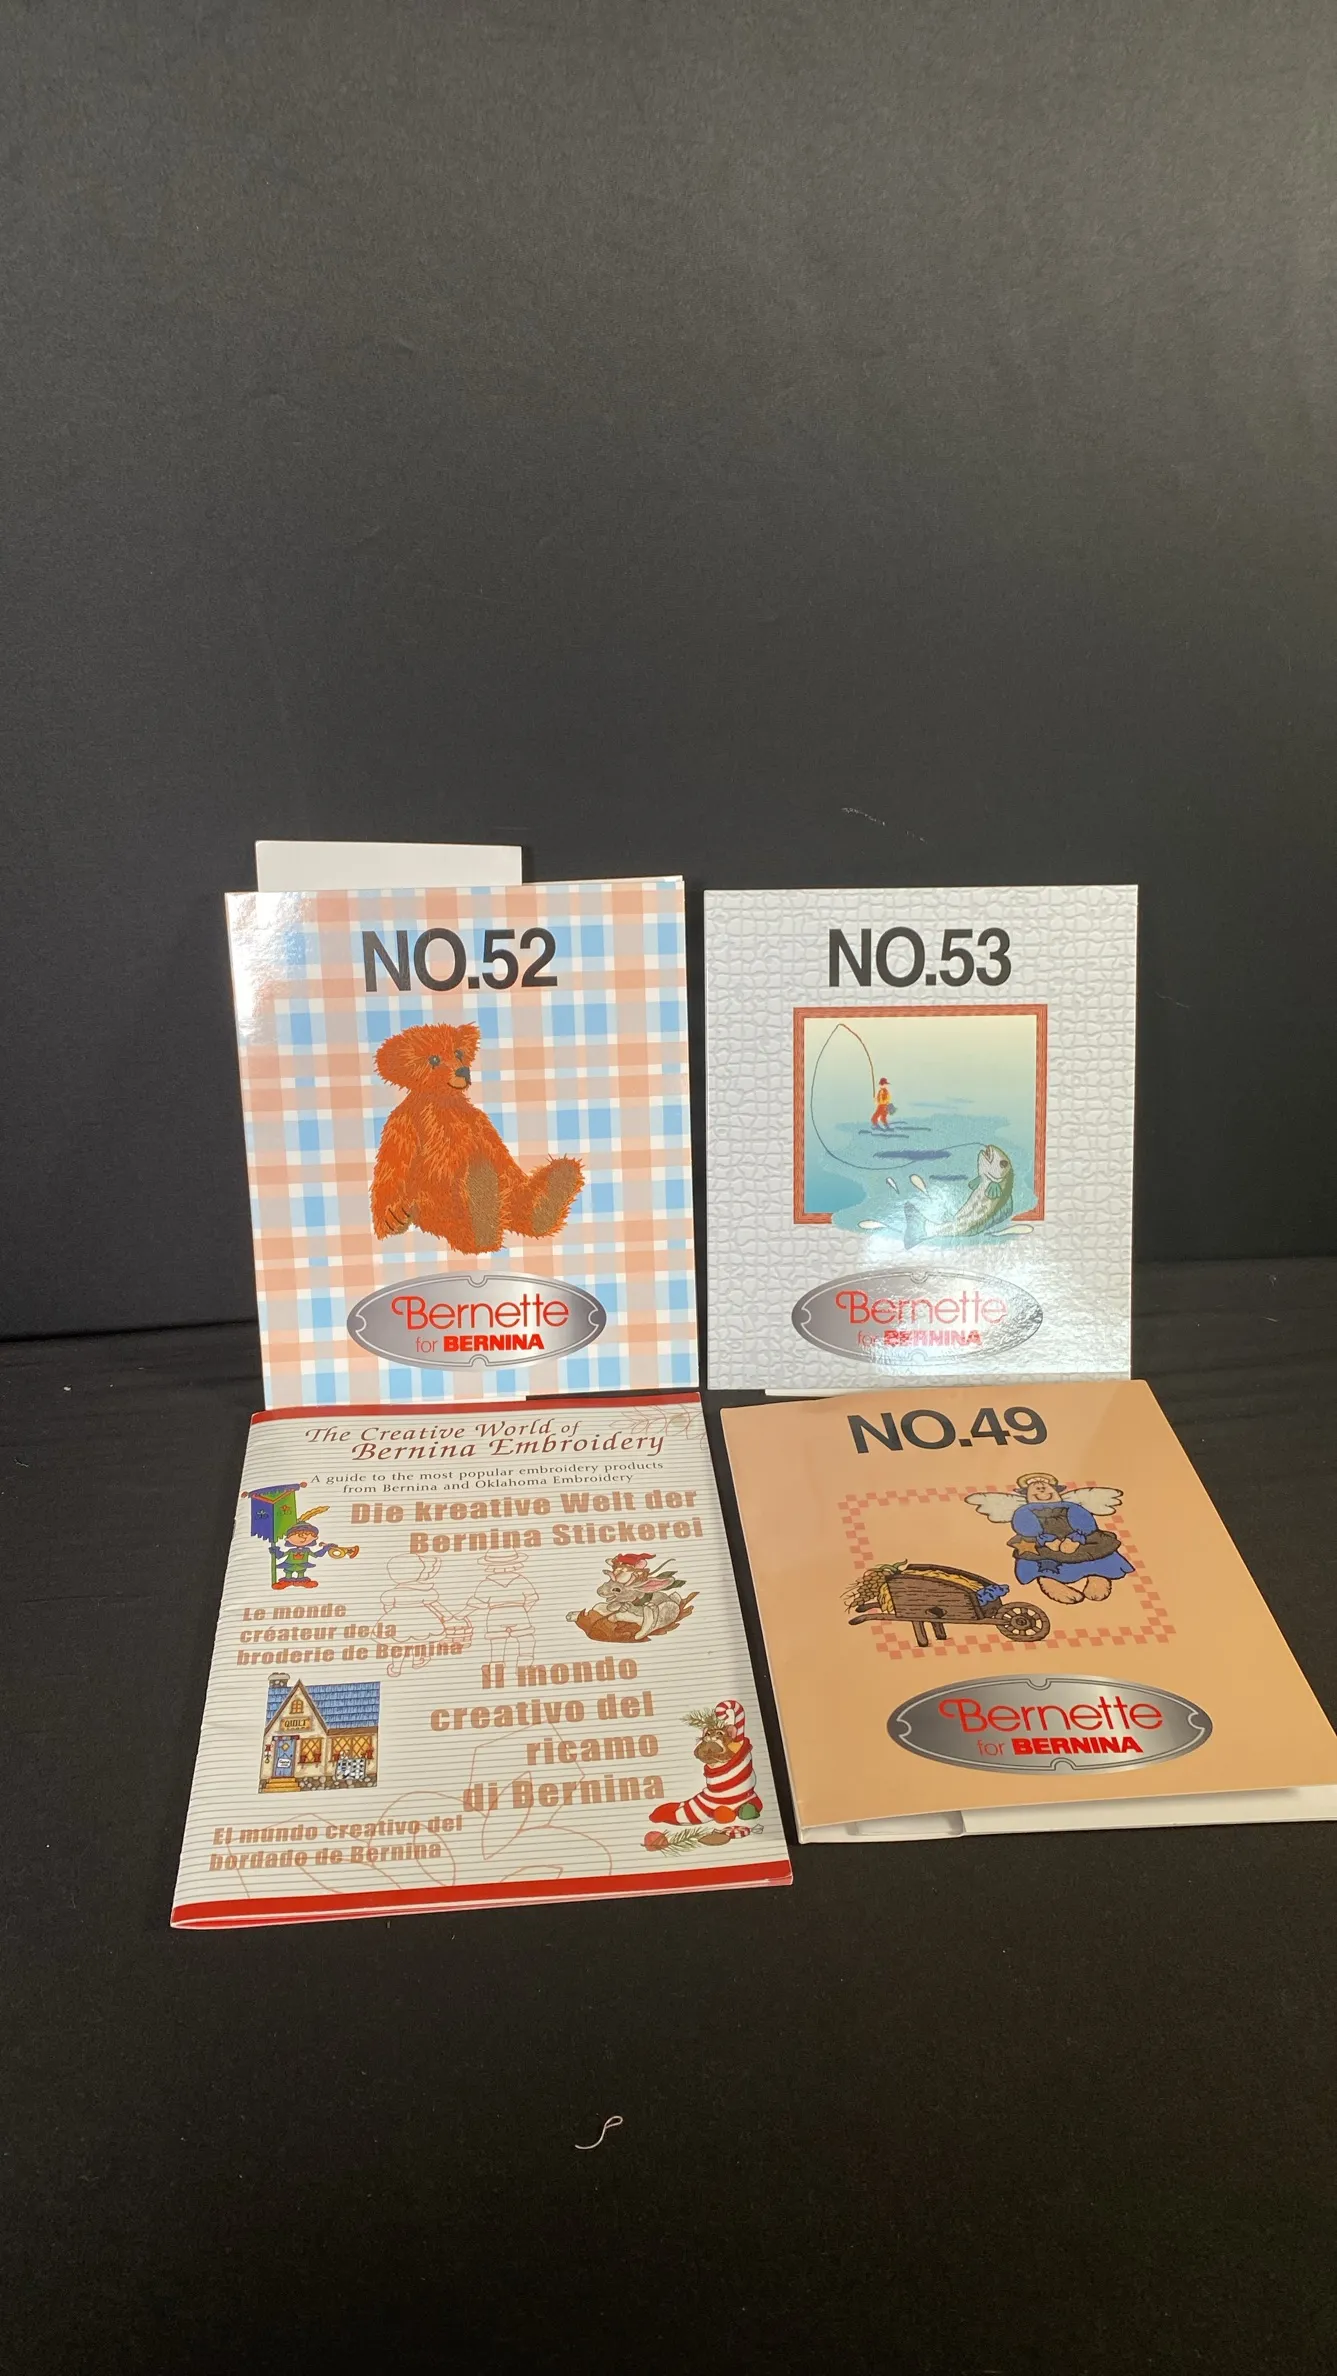 NO.52
Bernette
for BERNINA
NO.53
Bernette
for BERNINA
The Creative World of
Bernina Embroidery
A guide to the most popular embroidery products
from Bernina and Oklahoma Embroidery
Die kreative Welt der
Bernina Stickerei
Le monde
créateur de la
broderie de Bernina
Il mondo
creativo del
ricamo
di Bernina
QUILT
El mundo creativo del
bordado de Bernina
NO.49
Bernette
for BERNINA